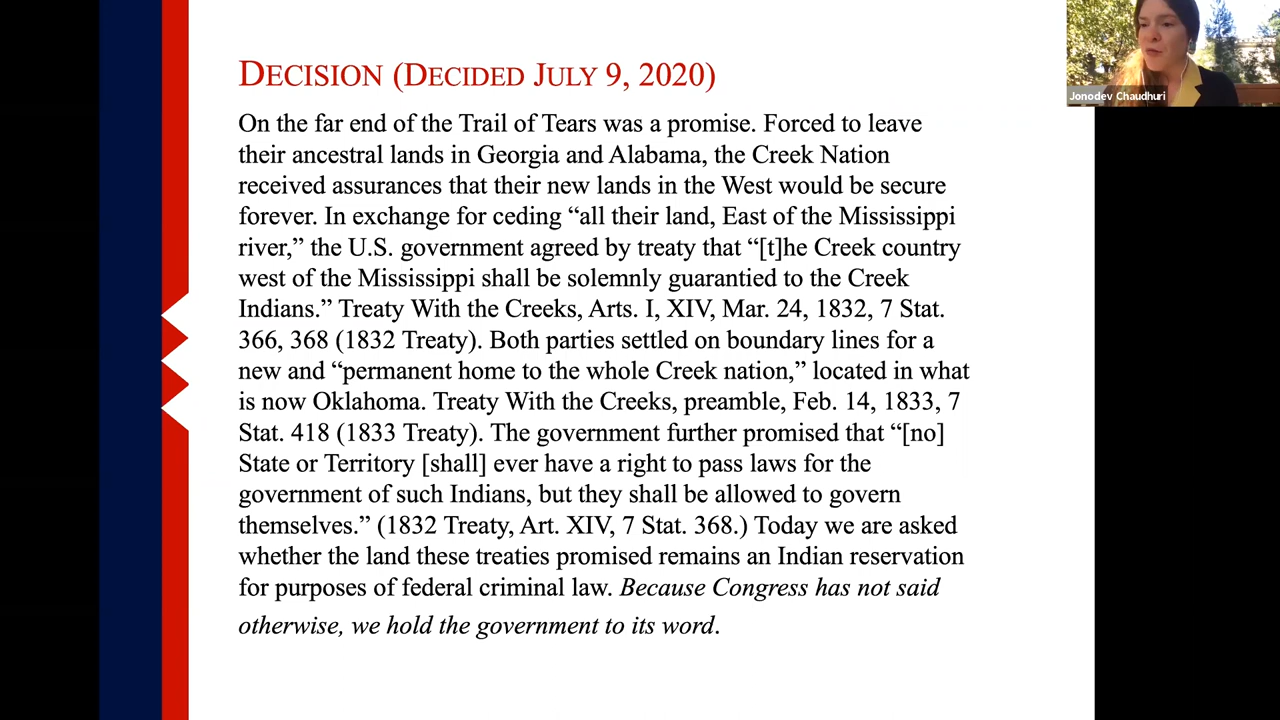 DECISION (DECIDED JULY 9, 2020)
On the far end of the Trail of Tears was a promise. Forced to leave
their ancestral lands in Georgia and Alabama, the Creek Nation
received assurances that their new lands in the West would be secure
forever. In exchange for ceding “all their land, East of the Mississippi
river,” the U.S. government agreed by treaty that “[t]he Creek country
west of the Mississippi shall be solemnly guarantied to the Creek
Indians.” Treaty With the Creeks, Arts. I, XIV, Mar. 24, 1832, 7 Stat.
366, 368 (1832 Treaty). Both parties settled on boundary lines for a
new and “permanent home to the whole Creek nation,” located in what
is now Oklahoma. Treaty With the Creeks, preamble, Feb. 14, 1833, 7
Stat. 418 (1833 Treaty). The government further promised that “[no]
State or Territory [shall] ever have a right to pass laws for the
government of such Indians, but they shall be allowed to govern
themselves.” (1832 Treaty, Art. XIV, 7 Stat. 368.) Today we are asked
whether the land these treaties promised remains an Indian reservation
for purposes of federal criminal law. Because Congress has not said
otherwise, we hold the government to its word.
Jonodev Chaudhuri